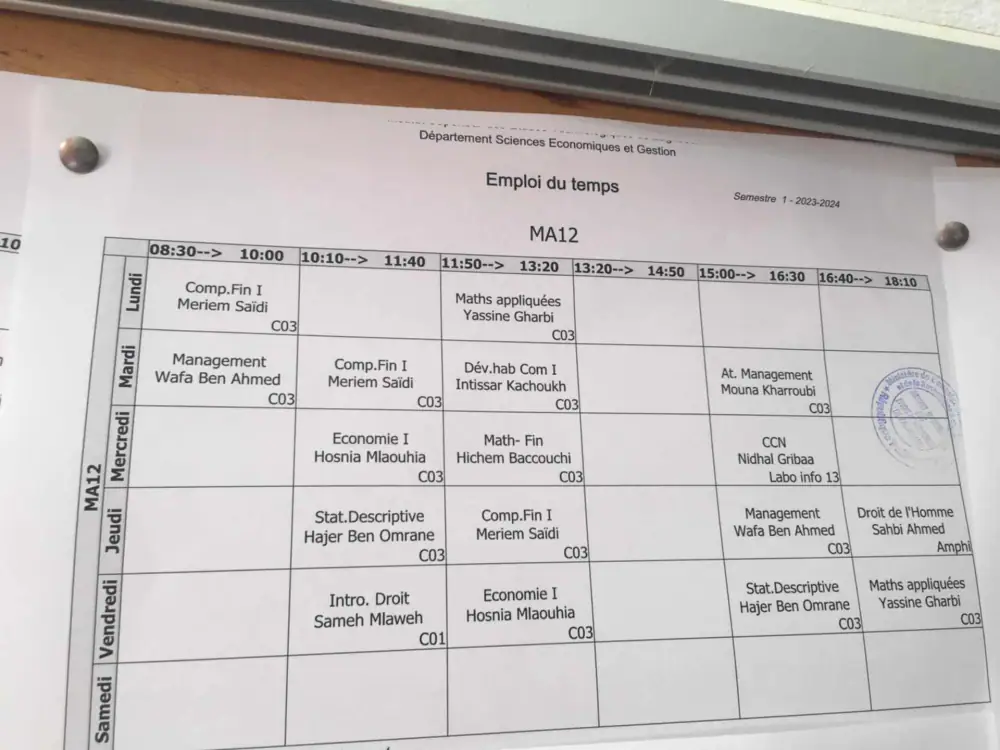 Département Sciences Economiques et Gestion
Emploi du temps
Semestre 1 - 2023-2024
MA12
10
08:30--> 10:00 10:10--> 11:40 11:50--> 13:20 13:20--> 14:50 15:00--> 16:30 16:40--> 18:10
MA12
Lundi
Comp.Fin I
Meriem Saïdi
C03
Maths appliquées
Yassine Gharbi
C03
Mardi
Management
Wafa Ben Ahmed
C03
Comp.Fin I
Meriem Saïdi
C03
Dév.hab Com I
Intissar Kachoukh
C03
At. Management
Mouna Kharroubi
C03
Mercredi
Economie I
Hosnia Mlaouhia
C03
Math- Fin
Hichem Baccouchi
C03
CCN
Nidhal Gribaa
Labo info 13
Jeudi
Stat.Descriptive
Hajer Ben Omrane
C03
Comp.Fin I
Meriem Saïdi
C03
Management
Wafa Ben Ahmed
C03
Droit de l'Homme
Sahbi Ahmed
Amphi
Vendredi
Intro. Droit
Sameh Mlaweh
C01
Economie I
Hosnia Mlaouhia
C03
Stat.Descriptive
Hajer Ben Omrane
C03
Maths appliquées
Yassine Gharbi
C03
Samedi